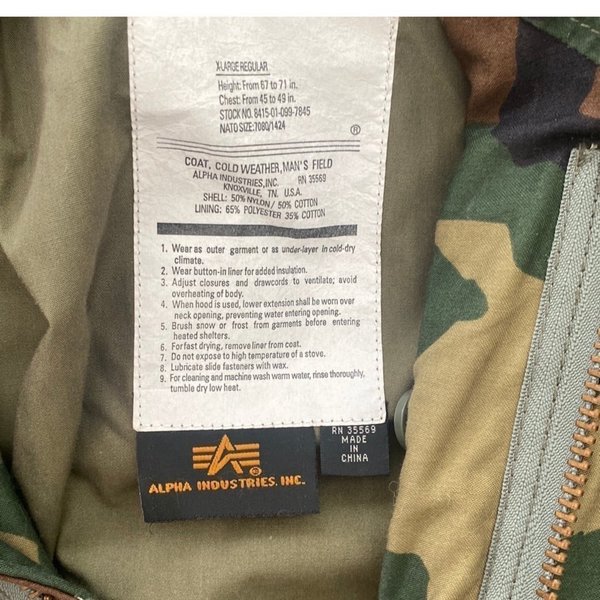 X-LARGE REGULAR
Height: From 67 to 71 in.
Chest: From 45 to 49 in.
STOCK NO. 8415-01-099-7845
NATO SIZE: 7080/1424
®
COAT, COLD WEATHER, MAN'S FIELD
ALPHA INDUSTRIES, INC. RN 35569
KNOXVILLE, TN. U.S.A.
SHELL: 50% NYLON / 50% COTTON
LINING: 65% POLYESTER 35% COTTON
1. Wear as outer garment or as under-layer in cold-dry
climate.
2. Wear button-in liner for added insulation.
3. Adjust closures and drawcords to ventilate; avoid
overheating of body.
4. When hood is used, lower extension shall be worn over
neck opening, preventing water entering opening.
5. Brush snow or frost from garments before entering
heated shelters.
6. For fast drying, remove liner from coat.
7. Do not expose to high temperature of a stove.
8. Lubricate slide fasteners with wax.
9. For cleaning and machine wash warm water, rinse thoroughly,
tumble dry low heat.
ALPHA INDUSTRIES, INC.
RN 35569
MADE
IN
CHINA